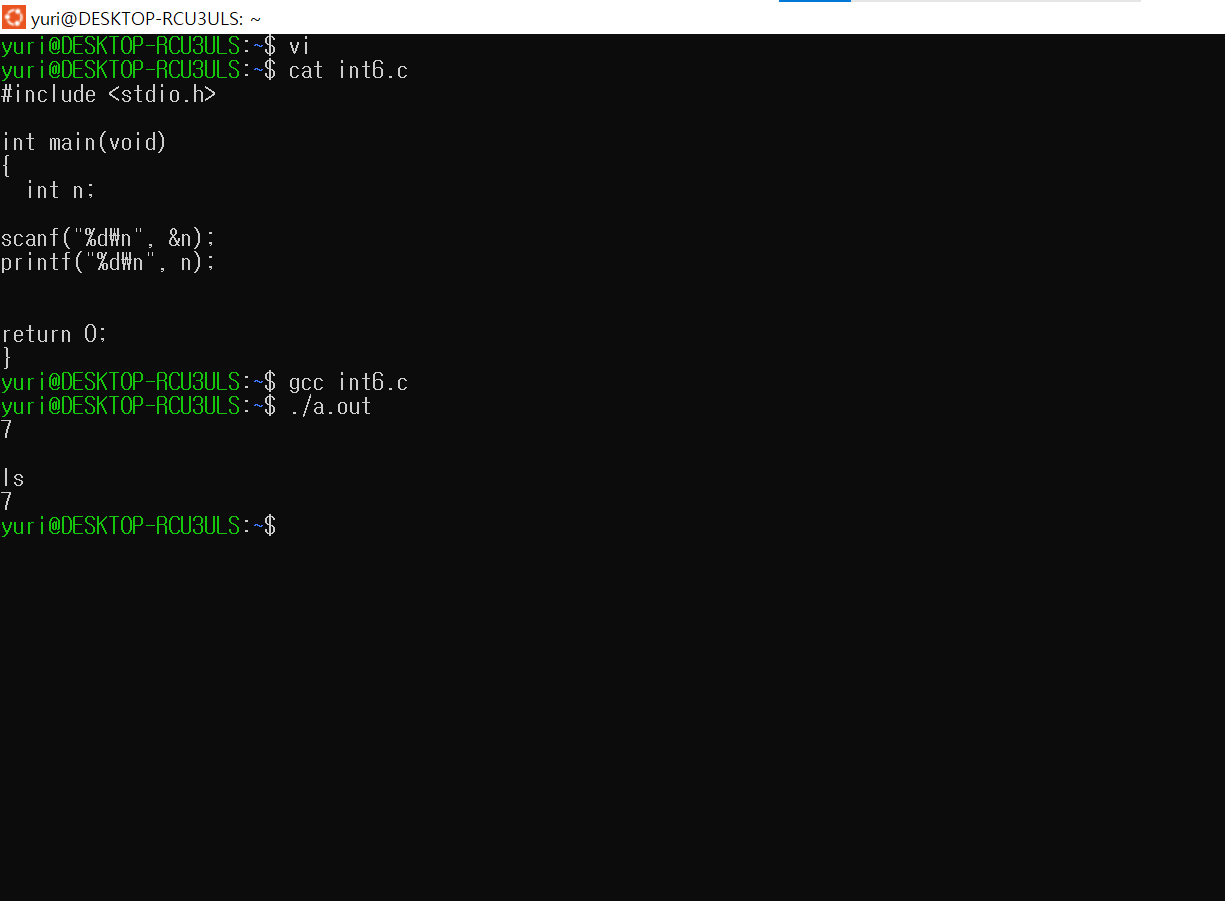 yuri@DESKTOP-RCU3ULS: ~
yuri@DESKTOP-RCU3ULS:~$ vi
yuri@DESKTOP-RCU3ULS:~$ cat int6.c
#include <stdio.h>
int main(void)
{
int n;
scanf("%d₩n", &n);
printf("%d₩n", n);
return 0;
}
yuri@DESKTOP-RCU3ULS:~$ gcc int6.c
yuri@DESKTOP-RCU3ULS:~$ ./a.out
7
ls
7
yuri@DESKTOP-RCU3ULS:~$